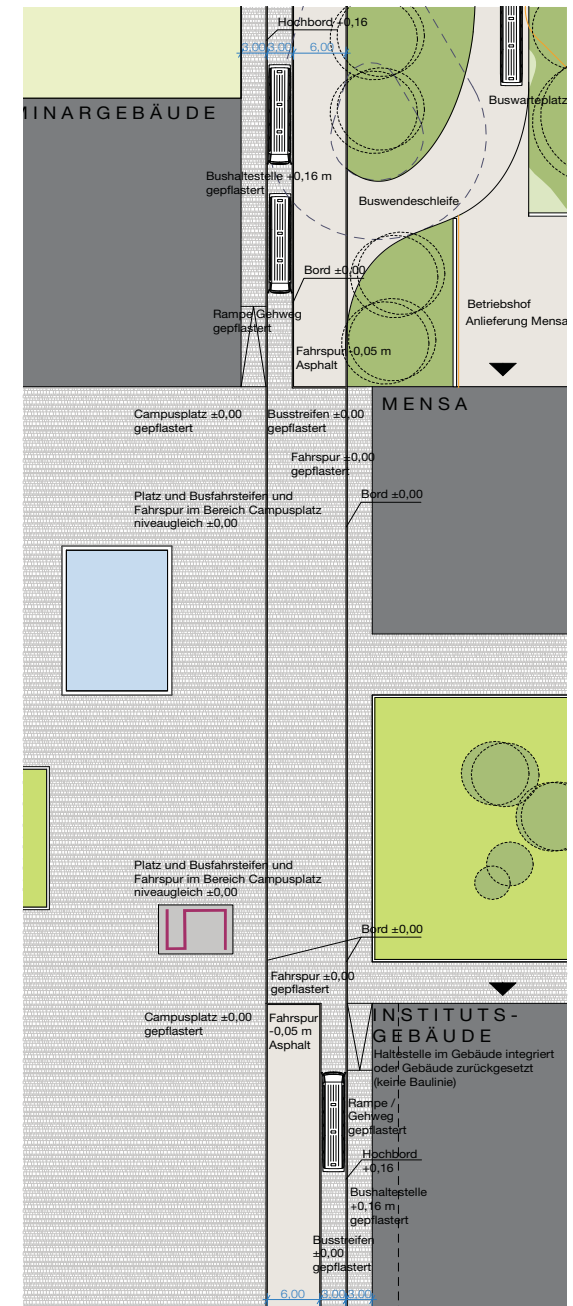 Hochbord +0,16
3.00 3.00 6,00
MINARGEBÄUDE
Buswarteplatz
Bushaltestelle +0,16 m
gepflastert
Buswendeschleife
Bord ±0,00
Rampe Gehweg
gepflastert
Betriebshof
Anlieferung Mensa
Fahrspur -0,05 m
Asphalt
MENSA
Campusplatz ±0,00
gepflastert
Busstreifen ±0,00
gepflastert
Fahrspur ±0,00
gepflastert
Platz und Busfahrsteifen und
Fahrspur im Bereich Campusplatz
niveaugleich ±0,00
Bord ±0,00
Platz und Busfahrsteifen und
Fahrspur im Bereich Campusplatz
niveaugleich ±0,00
Bord ±0,00
Fahrspur ±0,00
gepflastert
Campusplatz ±0,00
gepflastert
Fahrspur
-0,05 m
Asphalt
INSTITUTS-
GEBÄUDE
Haltestelle im Gebäude integriert
oder Gebäude zurückgesetzt
(keine Baulinie)
Rampe /
Gehweg
gepflastert
Hochbord
+0,16
Bushaltestelle
+0,16 m
gepflastert
Busstreifen
±0,00
gepflastert
6,00 3.00 3.00